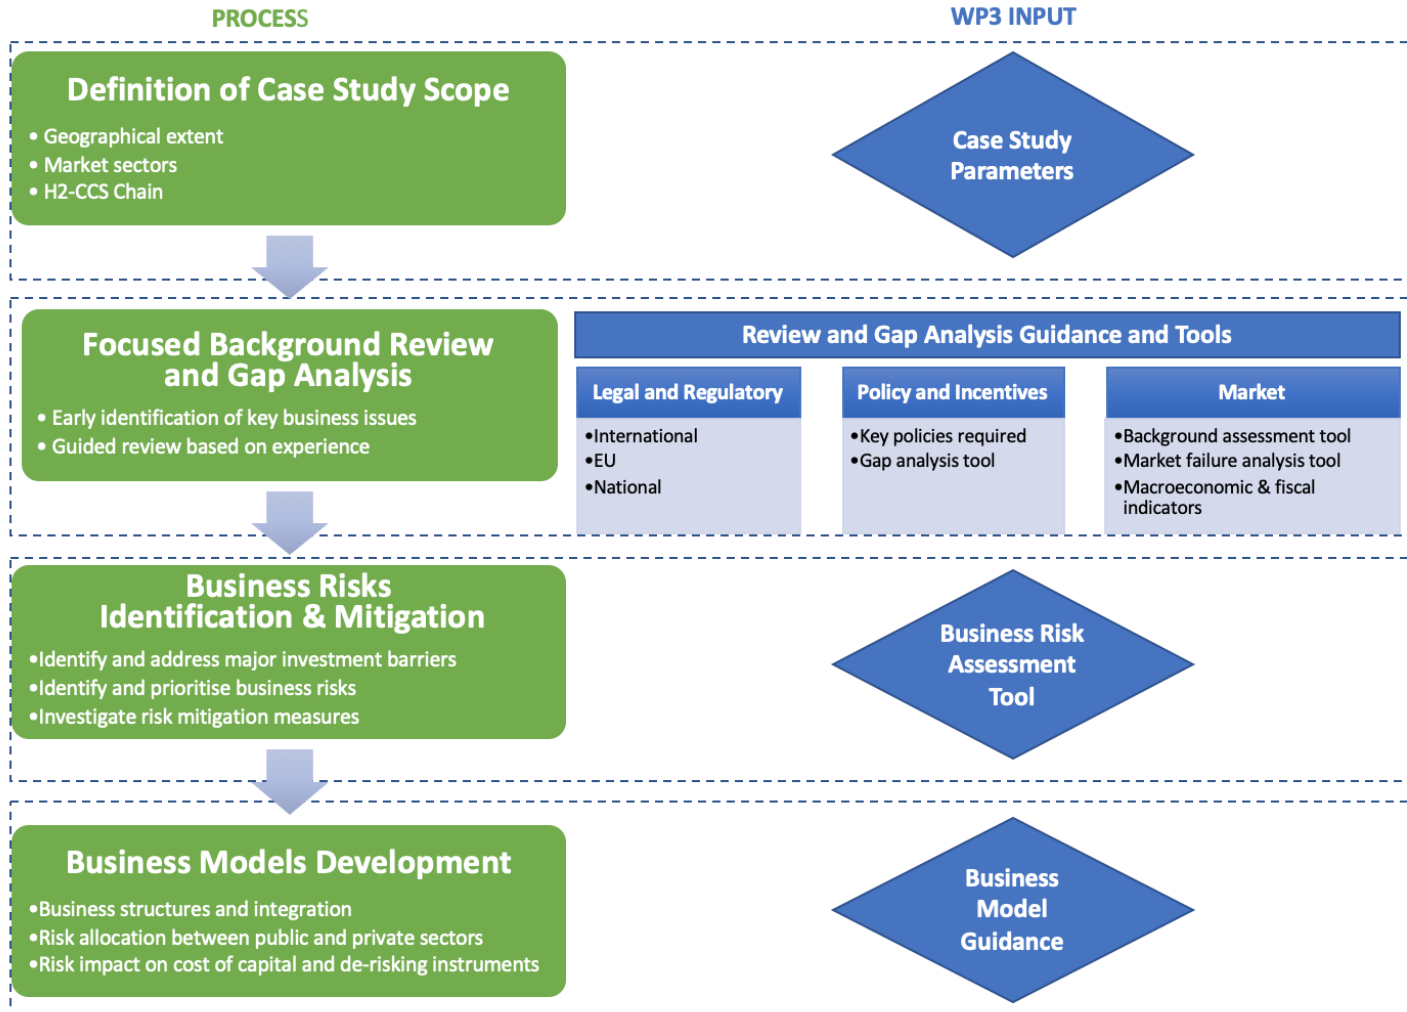 PROCESS
WP3 INPUT
Definition of Case Study Scope
• Geographical extent
• Market sectors
• H2-CCS Chain
Case Study
Parameters
Focused Background Review
and Gap Analysis
• Early identification of key business issues
• Guided review based on experience
Review and Gap Analysis Guidance and Tools
Legal and Regulatory
•International
•EU
•National
Policy and Incentives
•Key policies required
•Gap analysis tool
Market
•Background assessment tool
•Market failure analysis tool
•Macroeconomic & fiscal
indicators
Business Risks
Identification & Mitigation
•Identify and address major investment barriers
•Identify and prioritise business risks
•Investigate risk mitigation measures
Business Risk
Assessment
Tool
Business Models Development
•Business structures and integration
•Risk allocation between public and private sectors
•Risk impact on cost of capital and de-risking instruments
Business
Model
Guidance